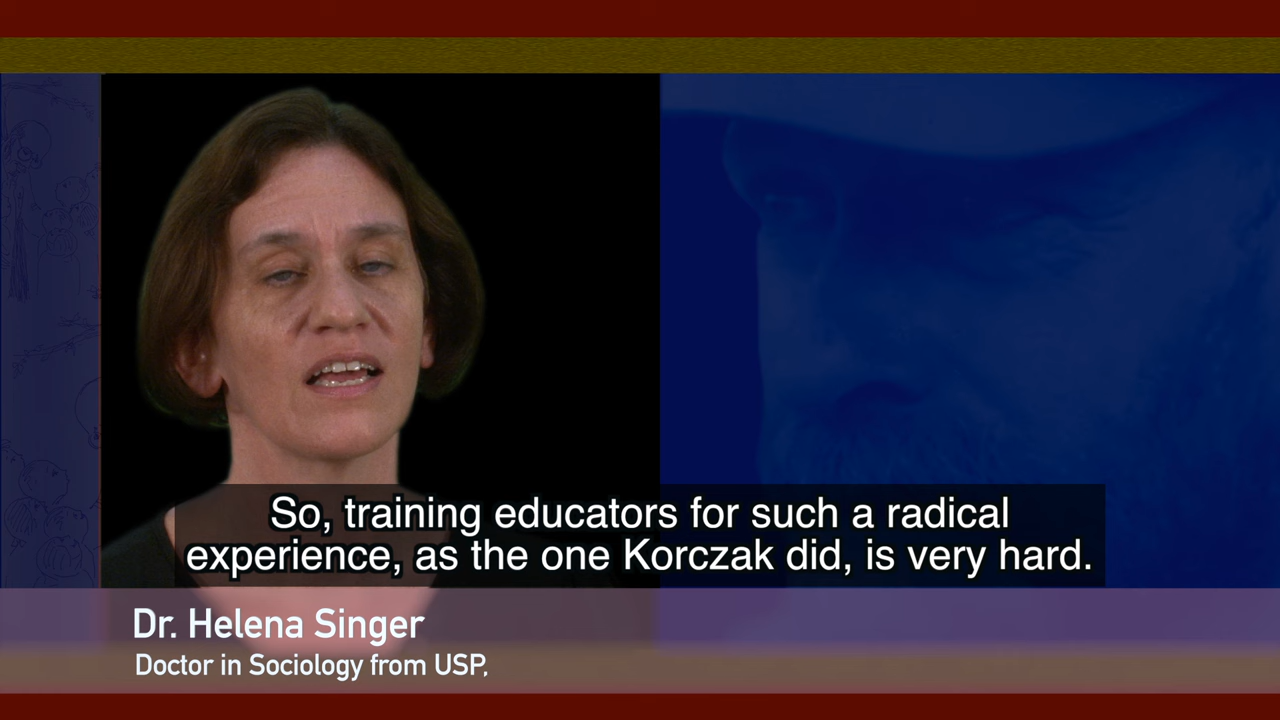 So, training educators for such a radical
experience, as the one Korczak did, is very hard.
Dr. Helena Singer
Doctor in Sociology from USP,